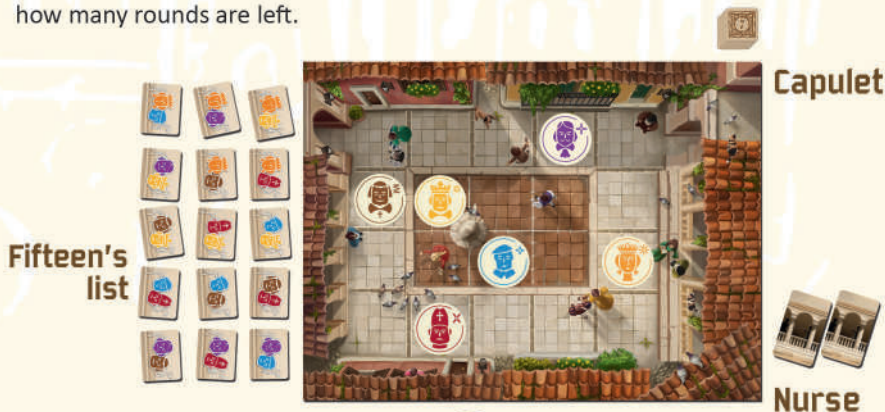 how many rounds are left.
Capulet
Fifteen's
list
Nurse